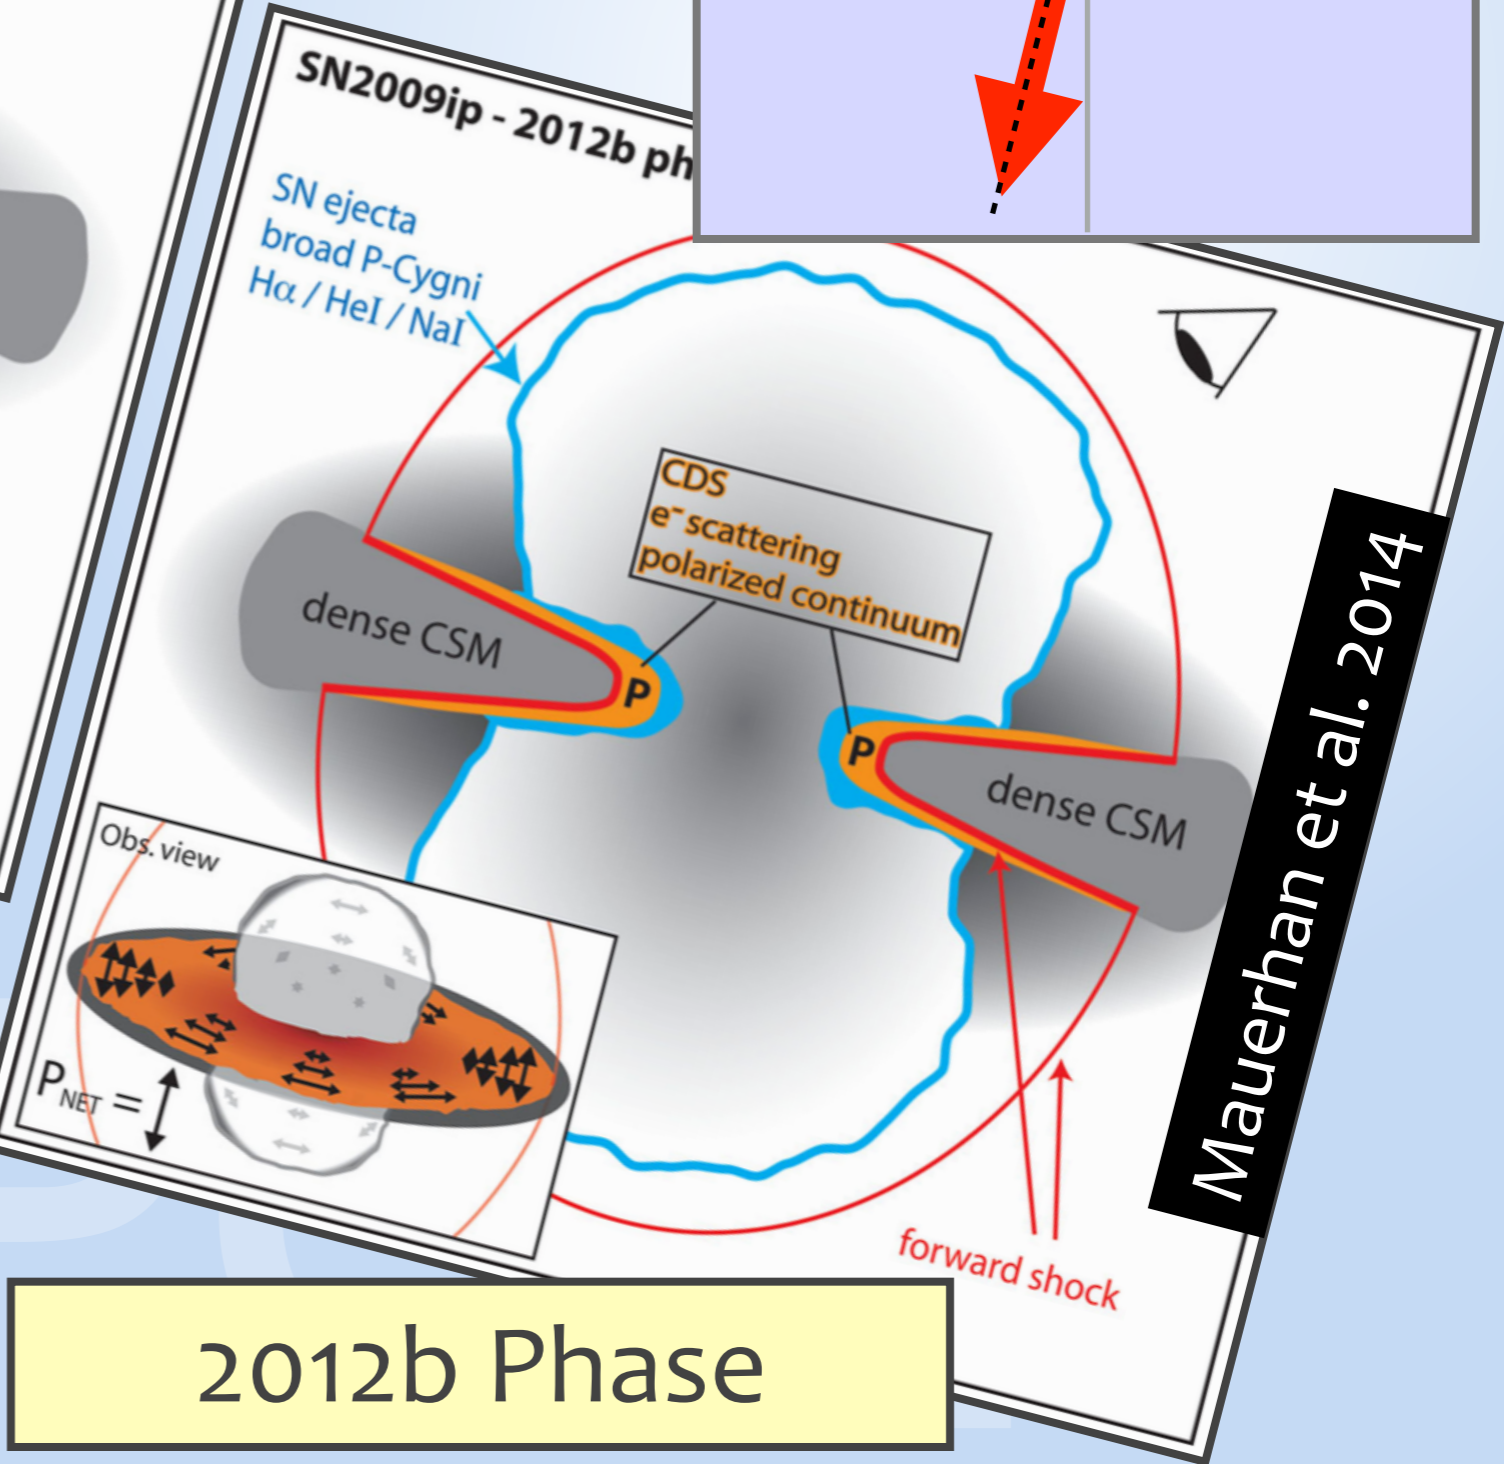 SN2009ip - 2012b ph
SN ejecta
broad P-Cygni
Hα / HeI / NaI
CDS
e⁻ scattering
polarized continuum
dense CSM
P
P
dense CSM
Obs. view
P_NET =
forward shock
Mauerhan et al. 2014
2012b Phase